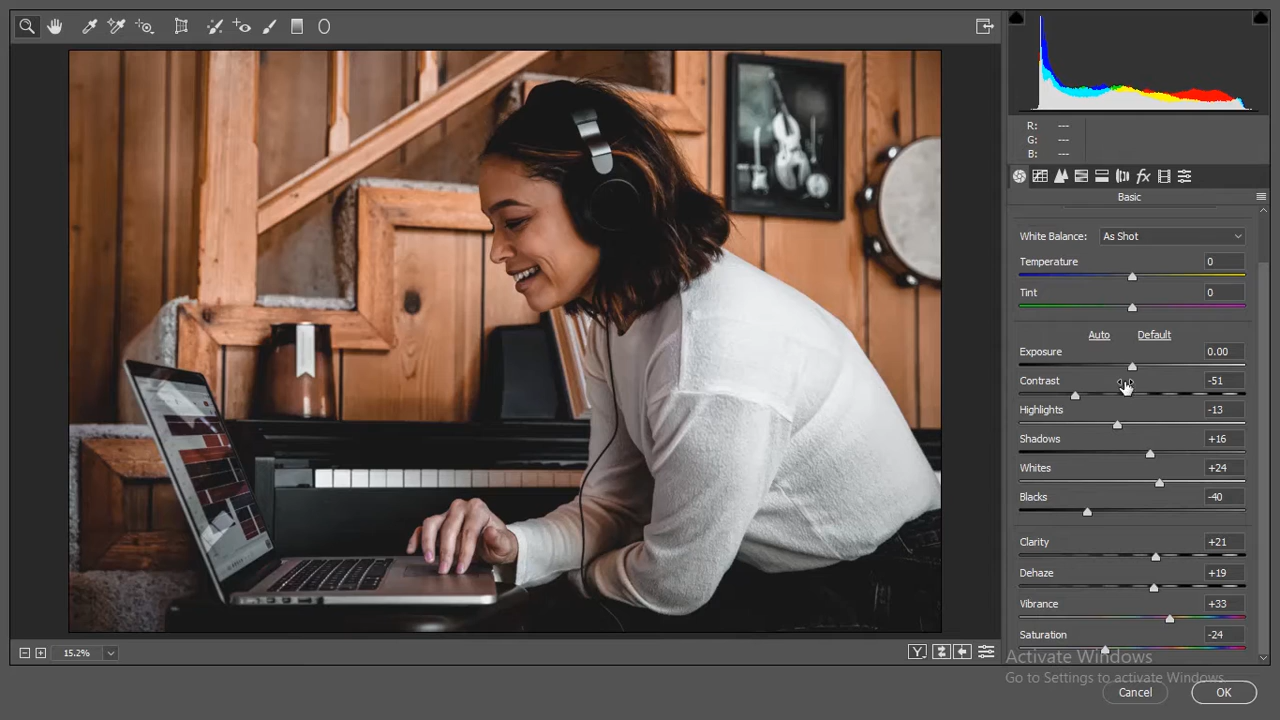 R: ---
G: ---
B: ---
Basic
White Balance: As Shot
Temperature 0
Tint 0
Auto Default
Exposure 0.00
Contrast -51
Highlights -13
Shadows +16
Whites +24
Blacks -40
Clarity +21
Dehaze +19
Vibrance +33
Saturation -24
15.2%
Y
Activate Windows
Go to Settings to activate Windows.
Cancel OK